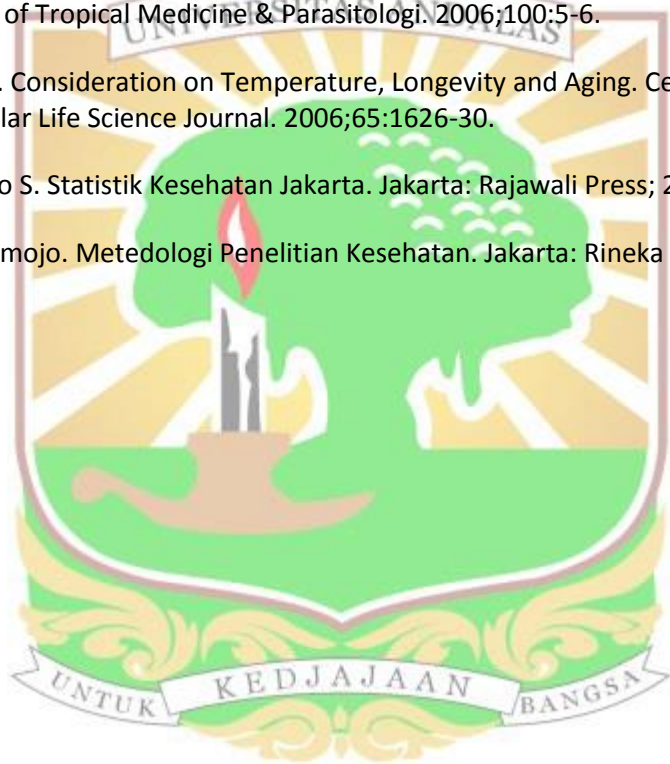 of Tropical Medicine & Parasitologi. 2006;100:5-6.
UNIVERSITAS ANDALAS
. Consideration on Temperature, Longevity and Aging. Ce
lar Life Science Journal. 2006;65:1626-30.
o S. Statistik Kesehatan Jakarta. Jakarta: Rajawali Press; 2
mojo. Metedologi Penelitian Kesehatan. Jakarta: Rineka
UNTUK KEDJAJAAN BANGSA